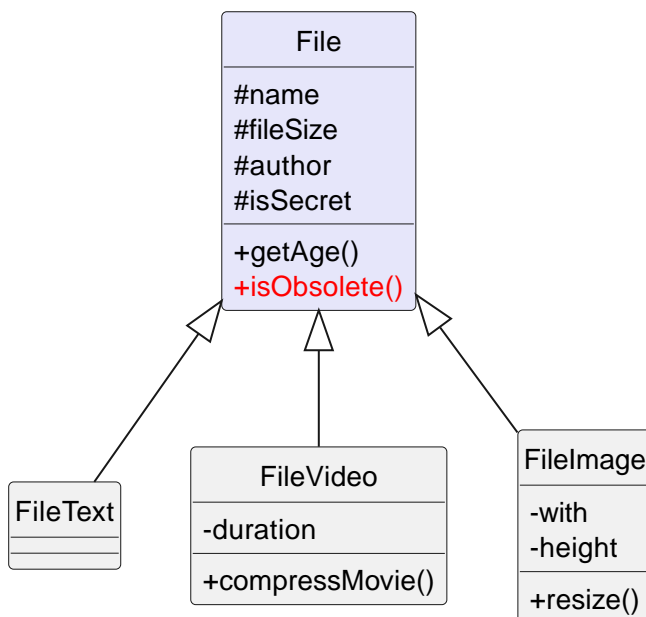 File
#name
#fileSize
#author
#isSecret
+getAge()
+isObsolete()
FileText
FileVideo
-duration
+compressMovie()
FileImage
-with
-height
+resize()